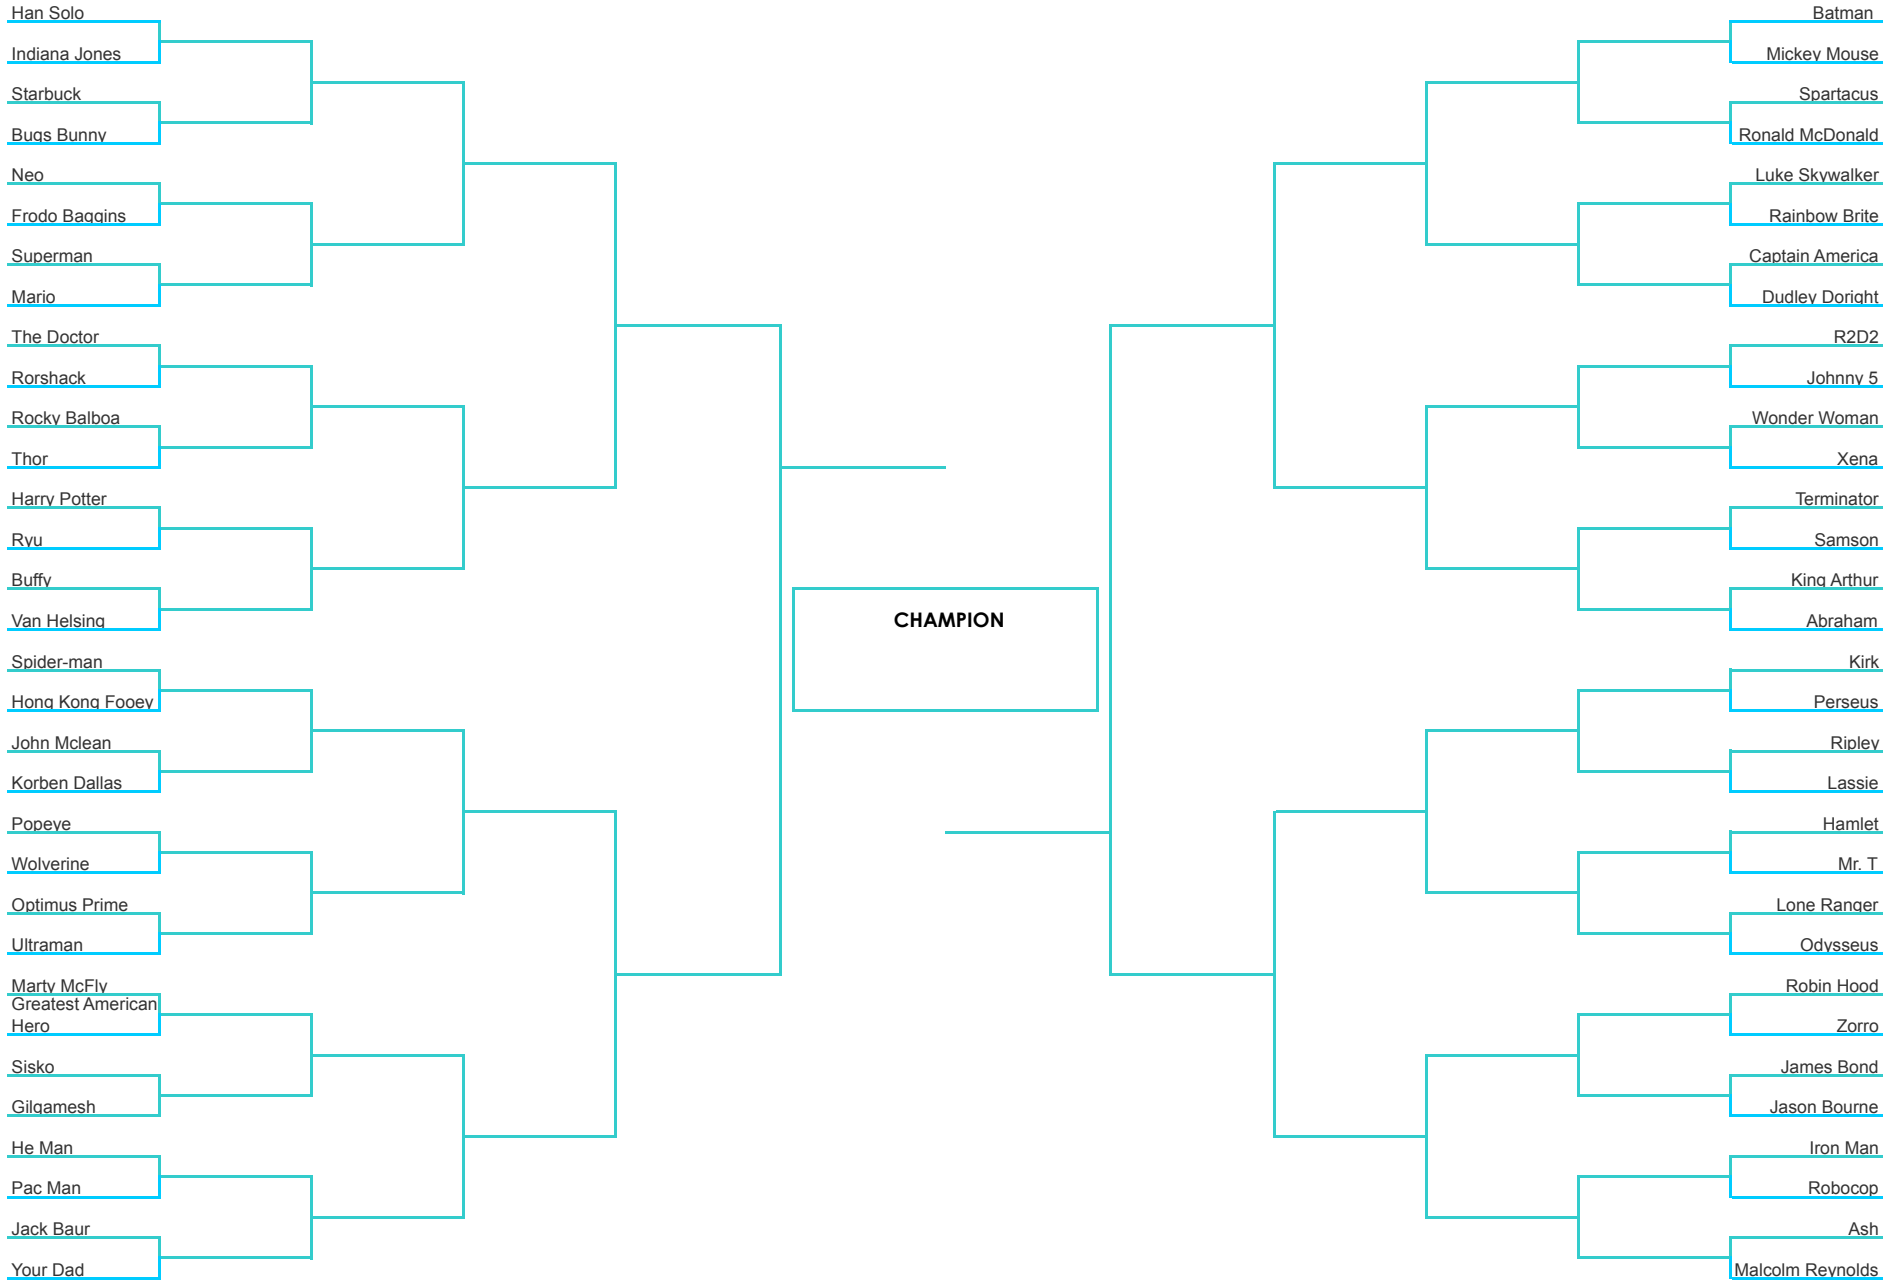 Han Solo
Indiana Jones
Starbuck
Bugs Bunny
Neo
Frodo Baggins
Superman
Mario
The Doctor
Rorshack
Rocky Balboa
Thor
Harry Potter
Ryu
Buffy
Van Helsing
Spider-man
Hong Kong Fooey
John Mclean
Korben Dallas
Popeye
Wolverine
Optimus Prime
Ultraman
Marty McFly
Greatest American
Hero
Sisko
Gilgamesh
He Man
Pac Man
Jack Baur
Your Dad
CHAMPION
Batman
Mickey Mouse
Spartacus
Ronald McDonald
Luke Skywalker
Rainbow Brite
Captain America
Dudley Doright
R2D2
Johnny 5
Wonder Woman
Xena
Terminator
Samson
King Arthur
Abraham
Kirk
Perseus
Ripley
Lassie
Hamlet
Mr. T
Lone Ranger
Odysseus
Robin Hood
Zorro
James Bond
Jason Bourne
Iron Man
Robocop
Ash
Malcolm Reynolds